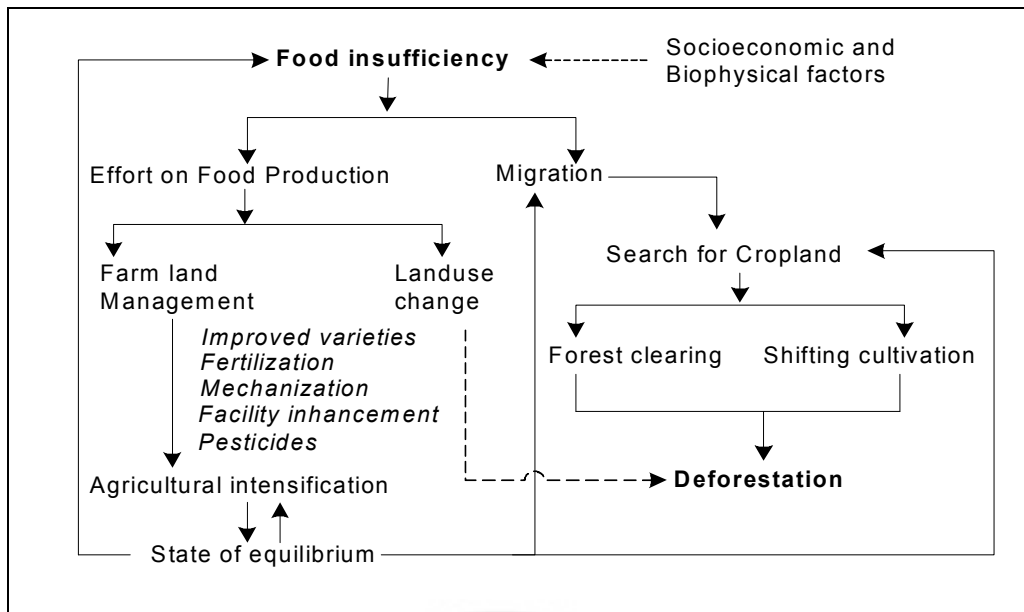 Food insufficiency
Socioeconomic and
Biophysical factors
Effort on Food Production
Migration
Farm land
Management
Landuse
change
Search for Cropland
Improved varieties
Fertilization
Mechanization
Facility inhancement
Pesticides
Forest clearing
Shifting cultivation
Agricultural intensification
Deforestation
State of equilibrium